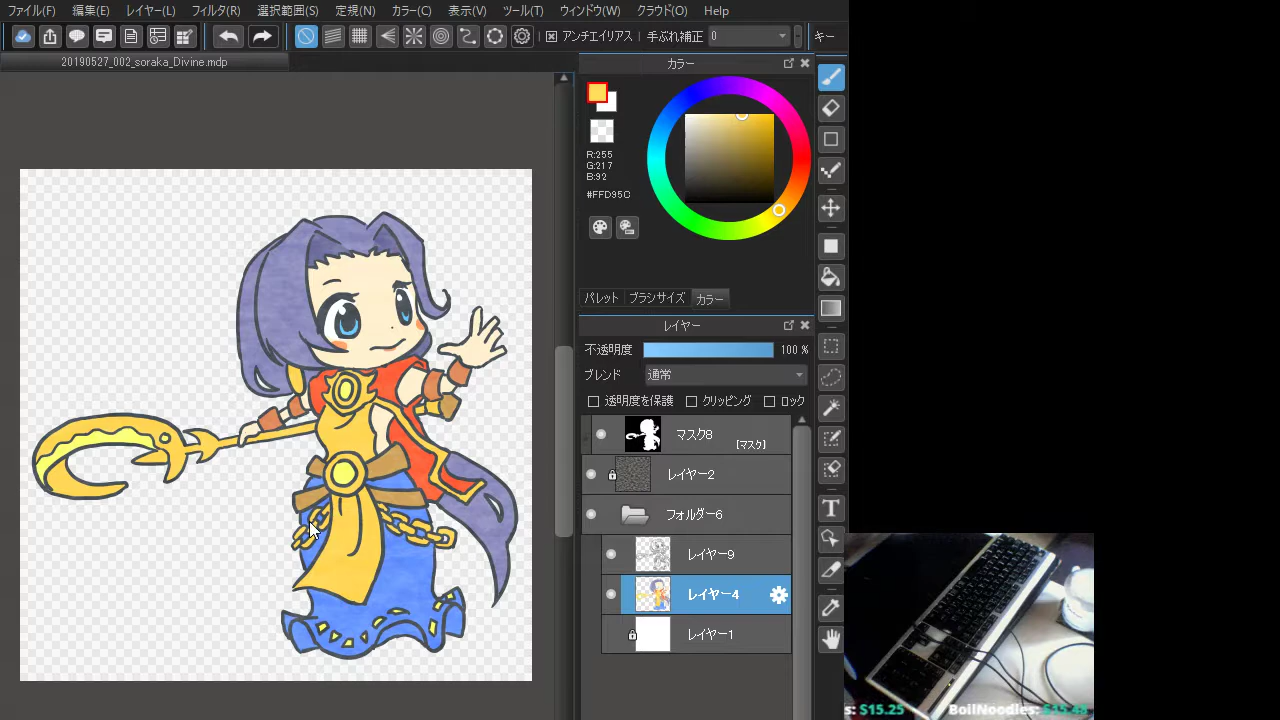 ファイル(F) 編集(E) レイヤー(L) フィルタ(R) 選択範囲(S) 定規(N) カラー(C) 表示(V) ツール(T) ウィンドウ(W) クラウド(O) Help
アンチエイリアス 手ぶれ補正 0 キー
20190527_002_soraka_Divine.mdp
カラー
R:255
G:217
B:92
#FFD95C
パレット ブラシサイズ カラー
レイヤー
不透明度 100 %
ブレンド 通常
透明度を保護 クリッピング ロック
マスク8
[マスク]
レイヤー2
フォルダー6
レイヤー9
レイヤー4
レイヤー1
T
s: $15.25 BoilNoodles: $15.48